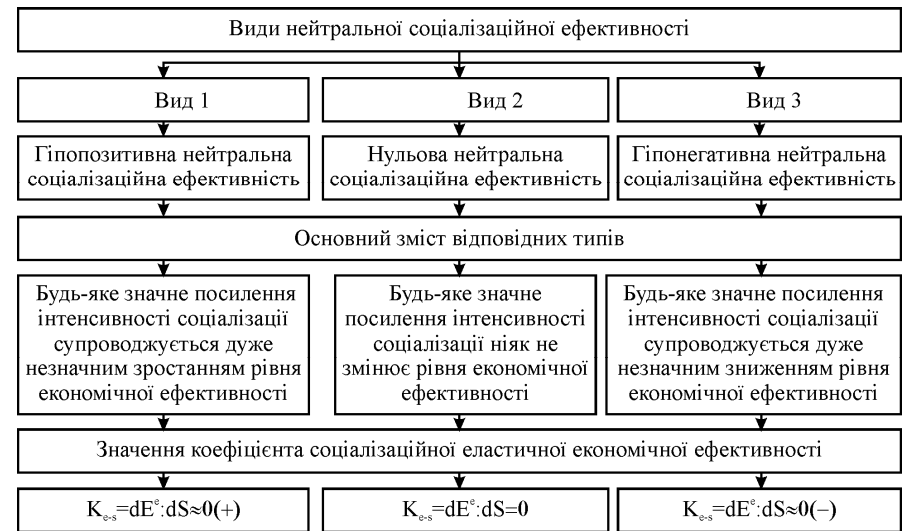 Види нейтральної соціалізаційної ефективності
Вид 1
Вид 2
Вид 3
Гіпопозитивна нейтральна
соціалізаційна ефективність
Нульова нейтральна
соціалізаційна ефективність
Гіпонегативна нейтральна
соціалізаційна ефективність
Основний зміст відповідних типів
Будь-яке значне посилення
інтенсивності соціалізації
супроводжується дуже
незначним зростанням рівня
економічної ефективності
Будь-яке значне
посилення інтенсивності
соціалізації ніяк не
змінює рівня економічної
ефективності
Будь-яке значне посилення
інтенсивності соціалізації
супроводжується дуже
незначним зниженням рівня
економічної ефективності
Значення коефіцієнта соціалізаційної еластичної економічної ефективності
Kₑ₋ₛ=dEᵉ:dS≈0(+)
Kₑ₋ₛ=dEᵉ:dS=0
Kₑ₋ₛ=dEᵉ:dS≈0(−)